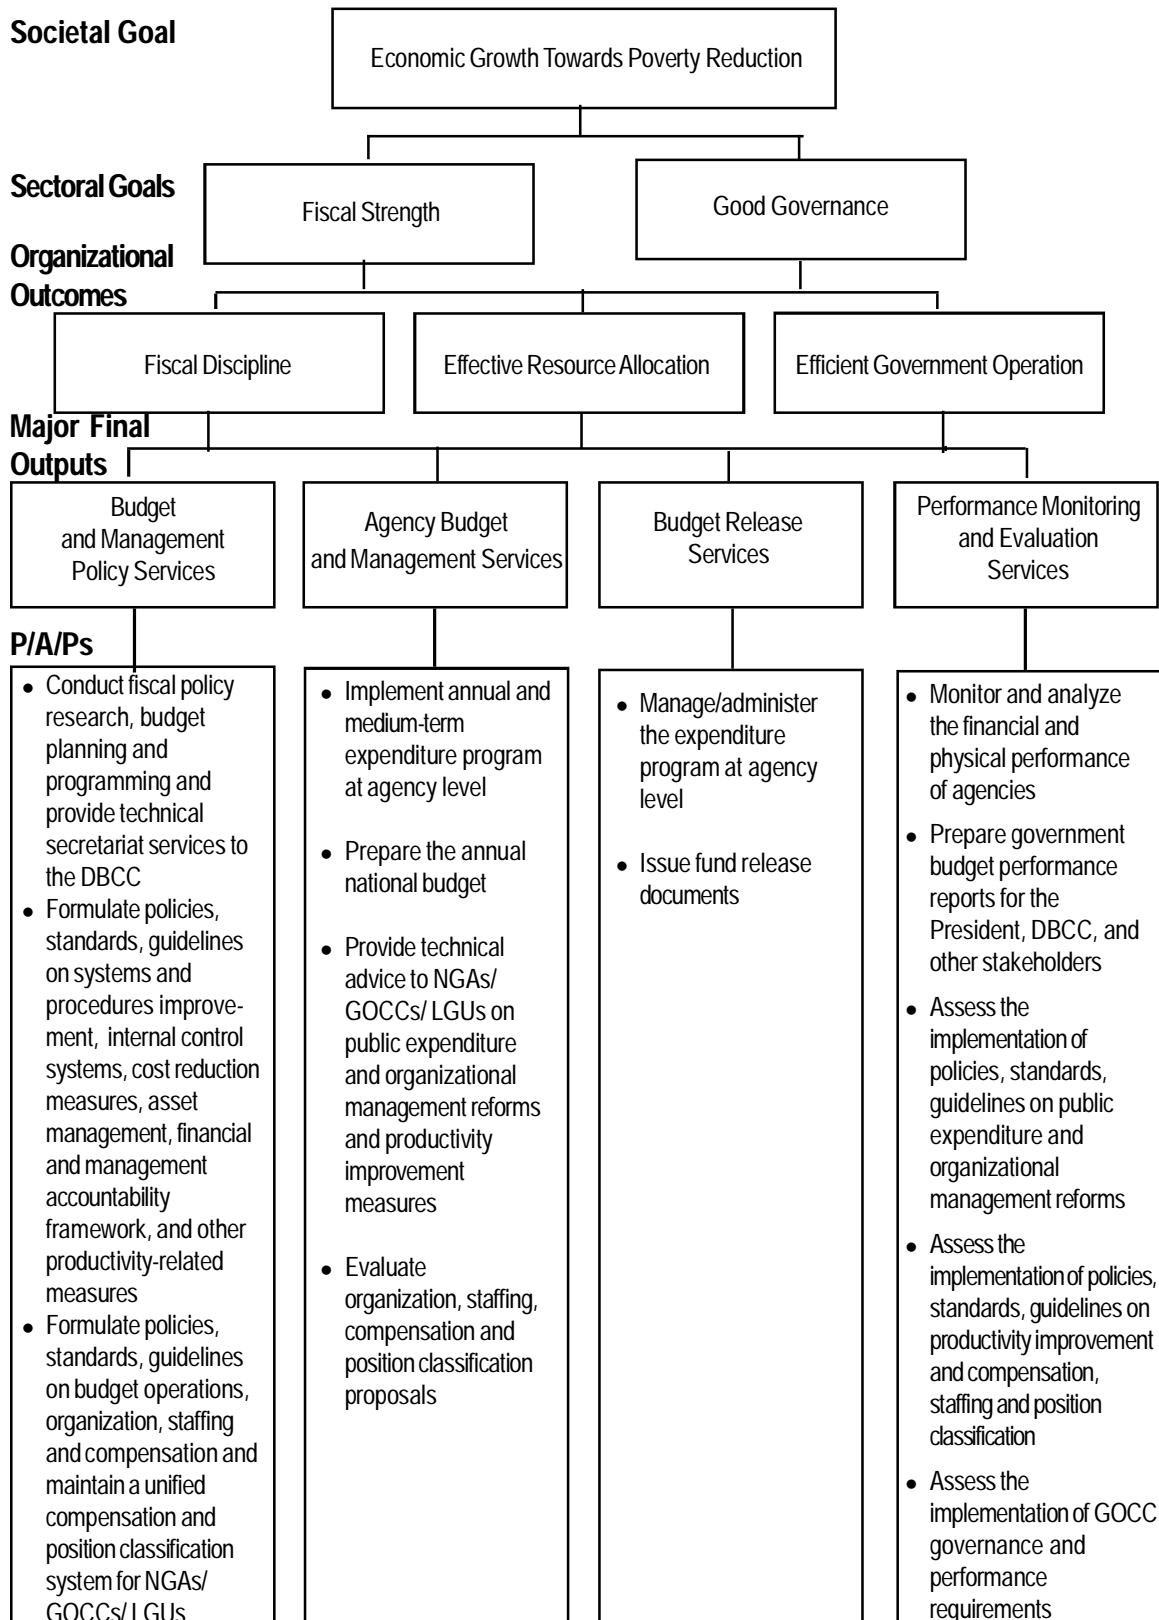 Societal Goal
Economic Growth Towards Poverty Reduction
Sectoral Goals
Fiscal Strength
Good Governance
Organizational
Outcomes
Fiscal Discipline
Effective Resource Allocation
Efficient Government Operation
Major Final
Outputs
Budget
and Management
Policy Services
Agency Budget
and Management Services
Budget Release
Services
Performance Monitoring
and Evaluation
Services
P/A/Ps
• Conduct fiscal policy
research, budget
planning and
programming and
provide technical
secretariat services to
the DBCC
• Formulate policies,
standards, guidelines
on systems and
procedures improve-
ment, internal control
systems, cost reduction
measures, asset
management, financial
and management
accountability
framework, and other
productivity-related
measures
• Formulate policies,
standards, guidelines
on budget operations,
organization, staffing
and compensation and
maintain a unified
compensation and
position classification
system for NGAs/
GOCCs/ LGUs
• Implement annual and
medium-term
expenditure program
at agency level
• Prepare the annual
national budget
• Provide technical
advice to NGAs/
GOCCs/ LGUs on
public expenditure
and organizational
management reforms
and productivity
improvement
measures
• Evaluate
organization, staffing,
compensation and
position classification
proposals
• Manage/administer
the expenditure
program at agency
level
• Issue fund release
documents
• Monitor and analyze
the financial and
physical performance
of agencies
• Prepare government
budget performance
reports for the
President, DBCC, and
other stakeholders
• Assess the
implementation of
policies, standards,
guidelines on public
expenditure and
organizational
management reforms
• Assess the
implementation of policies,
standards, guidelines on
productivity improvement
and compensation,
staffing and position
classification
• Assess the
implementation of GOCC
governance and
performance
requirements